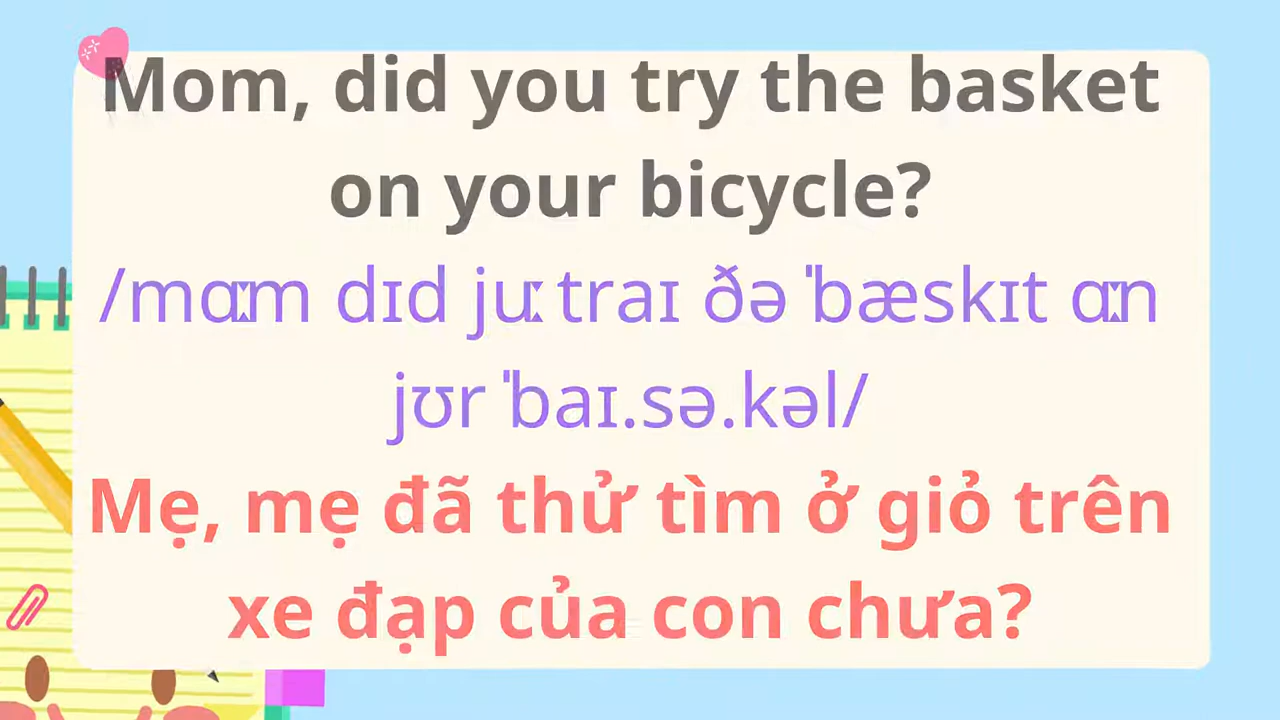 Mom, did you try the basket
on your bicycle?
/mɑːm dɪd juː traɪ ðə ˈbæskɪt ɑːn
jʊr ˈbaɪ.sə.kəl/
Mẹ, mẹ đã thử tìm ở giỏ trên
xe đạp của con chưa?